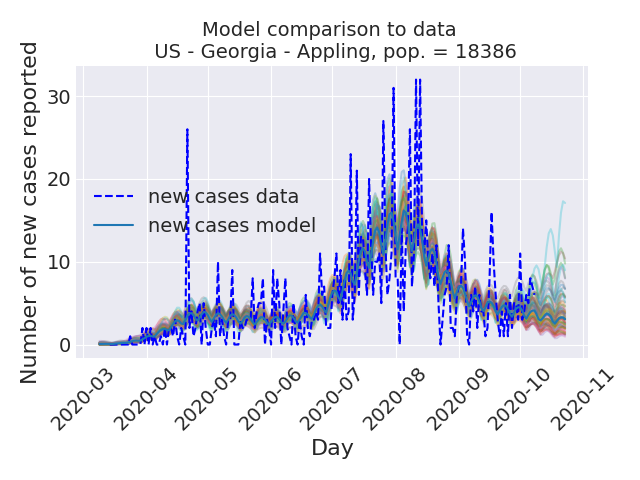 Model comparison to data
US - Georgia - Appling, pop. = 18386
Number of new cases reported
30
20
10
0
new cases data
new cases model
2020-03
2020-04
2020-05
2020-06
2020-07
2020-08
2020-09
2020-10
2020-11
Day